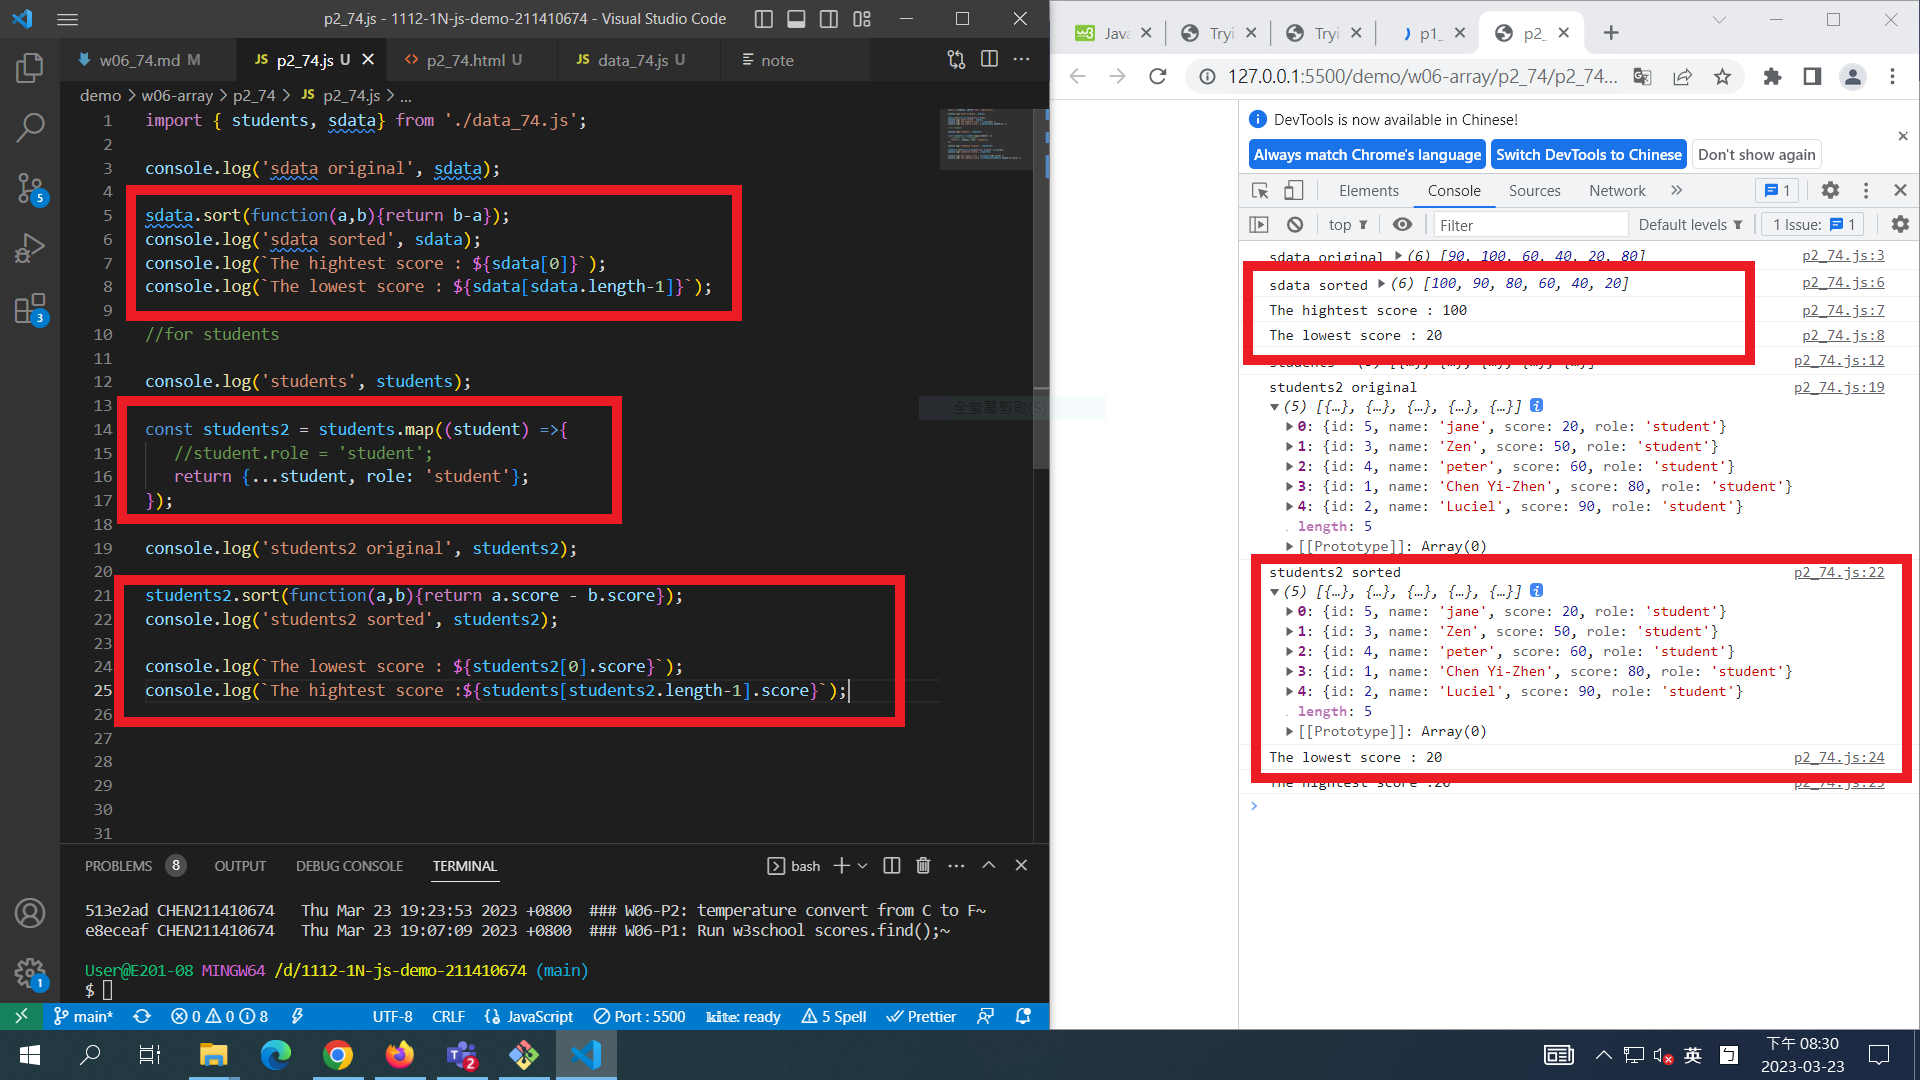 p2_74.js - 1112-1N-js-demo-211410674 - Visual Studio Code
w06_74.md M
JS p2_74.js U
<> p2_74.html U
JS data_74.js U
note
demo > w06-array > p2_74 > JS p2_74.js > ...
1 import { students, sdata} from './data_74.js';
2
3 console.log('sdata original', sdata);
4
5 sdata.sort(function(a,b){return b-a});
6 console.log('sdata sorted', sdata);
7 console.log(`The hightest score : ${sdata[0]}`);
8 console.log(`The lowest score : ${sdata[sdata.length-1]}`);
9
10 //for students
11
12 console.log('students', students);
13
14 const students2 = students.map((student) =>{
15 //student.role = 'student';
16 return {...student, role: 'student'};
17 });
18
19 console.log('students2 original', students2);
20
21 students2.sort(function(a,b){return a.score - b.score});
22 console.log('students2 sorted', students2);
23
24 console.log(`The lowest score : ${students2[0].score}`);
25 console.log(`The hightest score :${students[students2.length-1].score}`);
26
27
28
29
30
31
5
3
1
全螢幕剪取(S)
PROBLEMS 8 OUTPUT DEBUG CONSOLE TERMINAL
bash
513e2ad CHEN211410674 Thu Mar 23 19:23:53 2023 +0800 ### W06-P2: temperature convert from C to F~
e8eceaf CHEN211410674 Thu Mar 23 19:07:09 2023 +0800 ### W06-P1: Run w3school scores.find();~
User@E201-08 MINGW64 /d/1112-1N-js-demo-211410674 (main)
$
main* 0 0 8 UTF-8 CRLF {} JavaScript Port : 5500 kite: ready 5 Spell Prettier
Java
Tryi
Tryi
p1_
p2_
127.0.0.1:5500/demo/w06-array/p2_74/p2_74...
DevTools is now available in Chinese!
Always match Chrome's language
Switch DevTools to Chinese
Don't show again
Elements Console Sources Network » 1
top Filter Default levels 1 Issue: 1
sdata original (6) [90, 100, 60, 40, 20, 80] p2_74.js:3
sdata sorted (6) [100, 90, 80, 60, 40, 20] p2_74.js:6
The hightest score : 100 p2_74.js:7
The lowest score : 20 p2_74.js:8
students (5) [{…}, {…}, {…}, {…}, {…}] p2_74.js:12
students2 original p2_74.js:19
(5) [{…}, {…}, {…}, {…}, {…}]
0: {id: 5, name: 'jane', score: 20, role: 'student'}
1: {id: 3, name: 'Zen', score: 50, role: 'student'}
2: {id: 4, name: 'peter', score: 60, role: 'student'}
3: {id: 1, name: 'Chen Yi-Zhen', score: 80, role: 'student'}
4: {id: 2, name: 'Luciel', score: 90, role: 'student'}
length: 5
[[Prototype]]: Array(0)
students2 sorted p2_74.js:22
(5) [{…}, {…}, {…}, {…}, {…}]
0: {id: 5, name: 'jane', score: 20, role: 'student'}
1: {id: 3, name: 'Zen', score: 50, role: 'student'}
2: {id: 4, name: 'peter', score: 60, role: 'student'}
3: {id: 1, name: 'Chen Yi-Zhen', score: 80, role: 'student'}
4: {id: 2, name: 'Luciel', score: 90, role: 'student'}
length: 5
[[Prototype]]: Array(0)
The lowest score : 20 p2_74.js:24
The hightest score :20 p2_74.js:25
2
英
下午 08:30
2023-03-23